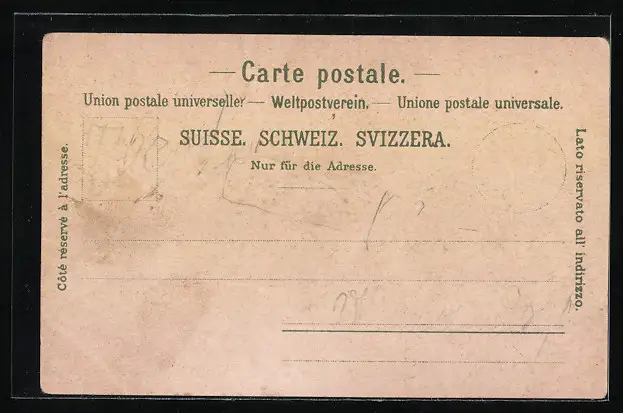 — Carte postale. —
Union postale universelle — Weltpostverein. — Unione postale universale.
SUISSE. SCHWEIZ. SVIZZERA.
Nur für die Adresse.
Côté réservé à l'adresse.
Lato riservato all' indirizzo.